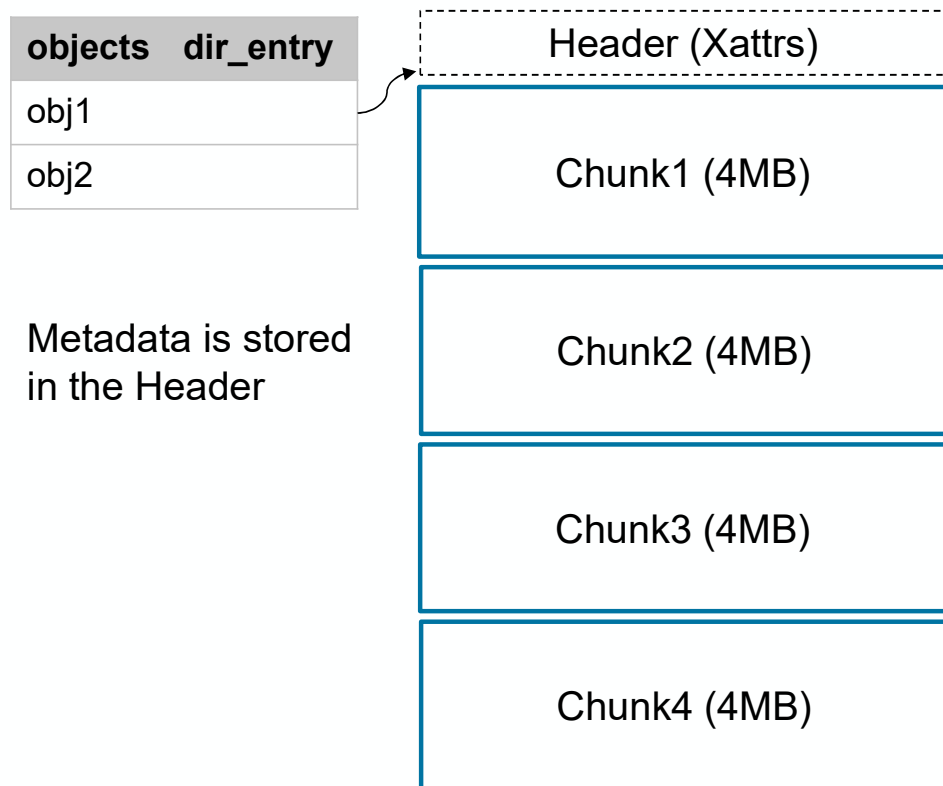 objects dir_entry
obj1
obj2
Metadata is stored
in the Header
Header (Xattrs)
Chunk1 (4MB)
Chunk2 (4MB)
Chunk3 (4MB)
Chunk4 (4MB)